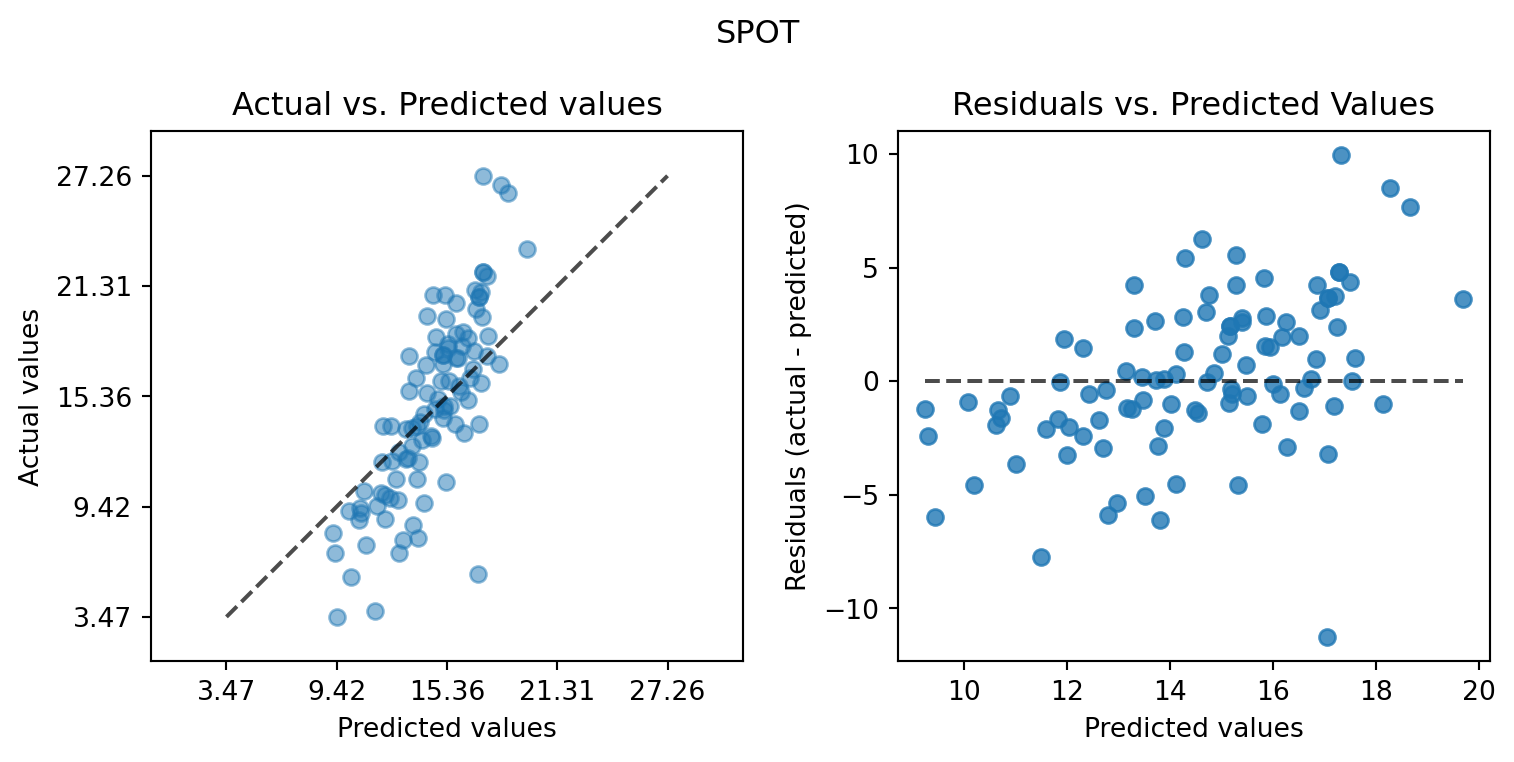 SPOT
Actual vs. Predicted values
27.26
21.31
15.36
9.42
3.47
Actual values
3.47 9.42 15.36 21.31 27.26
Predicted values
Residuals vs. Predicted Values
10
5
0
−5
−10
Residuals (actual - predicted)
10 12 14 16 18 20
Predicted values